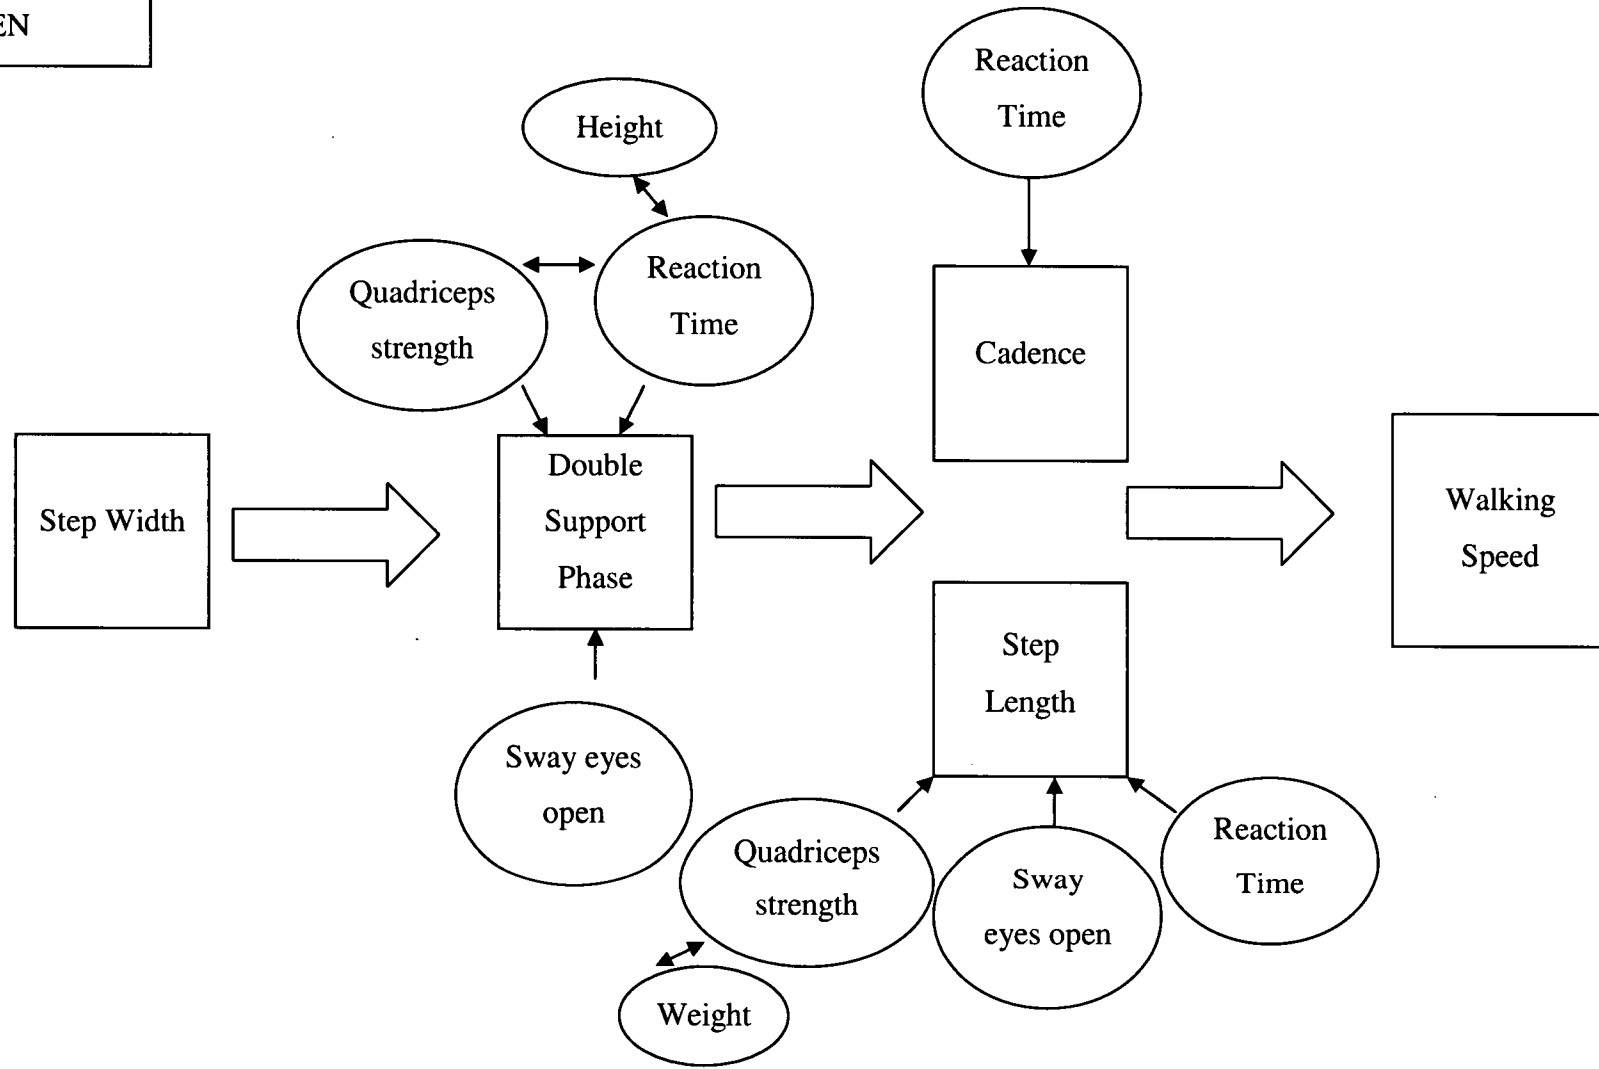 EN
Reaction
Time
Height
Reaction
Time
Quadriceps
strength
Cadence
Step Width
Double
Support
Phase
Walking
Speed
Step
Length
Sway eyes
open
Quadriceps
strength
Sway
eyes open
Reaction
Time
Weight